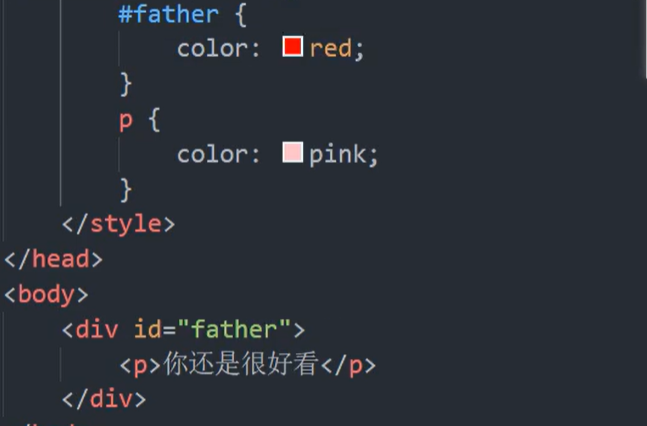 #father {
color: red;
}
p {
color: pink;
}
</style>
</head>
<body>
<div id="father">
<p>你还是很好看</p>
</div>